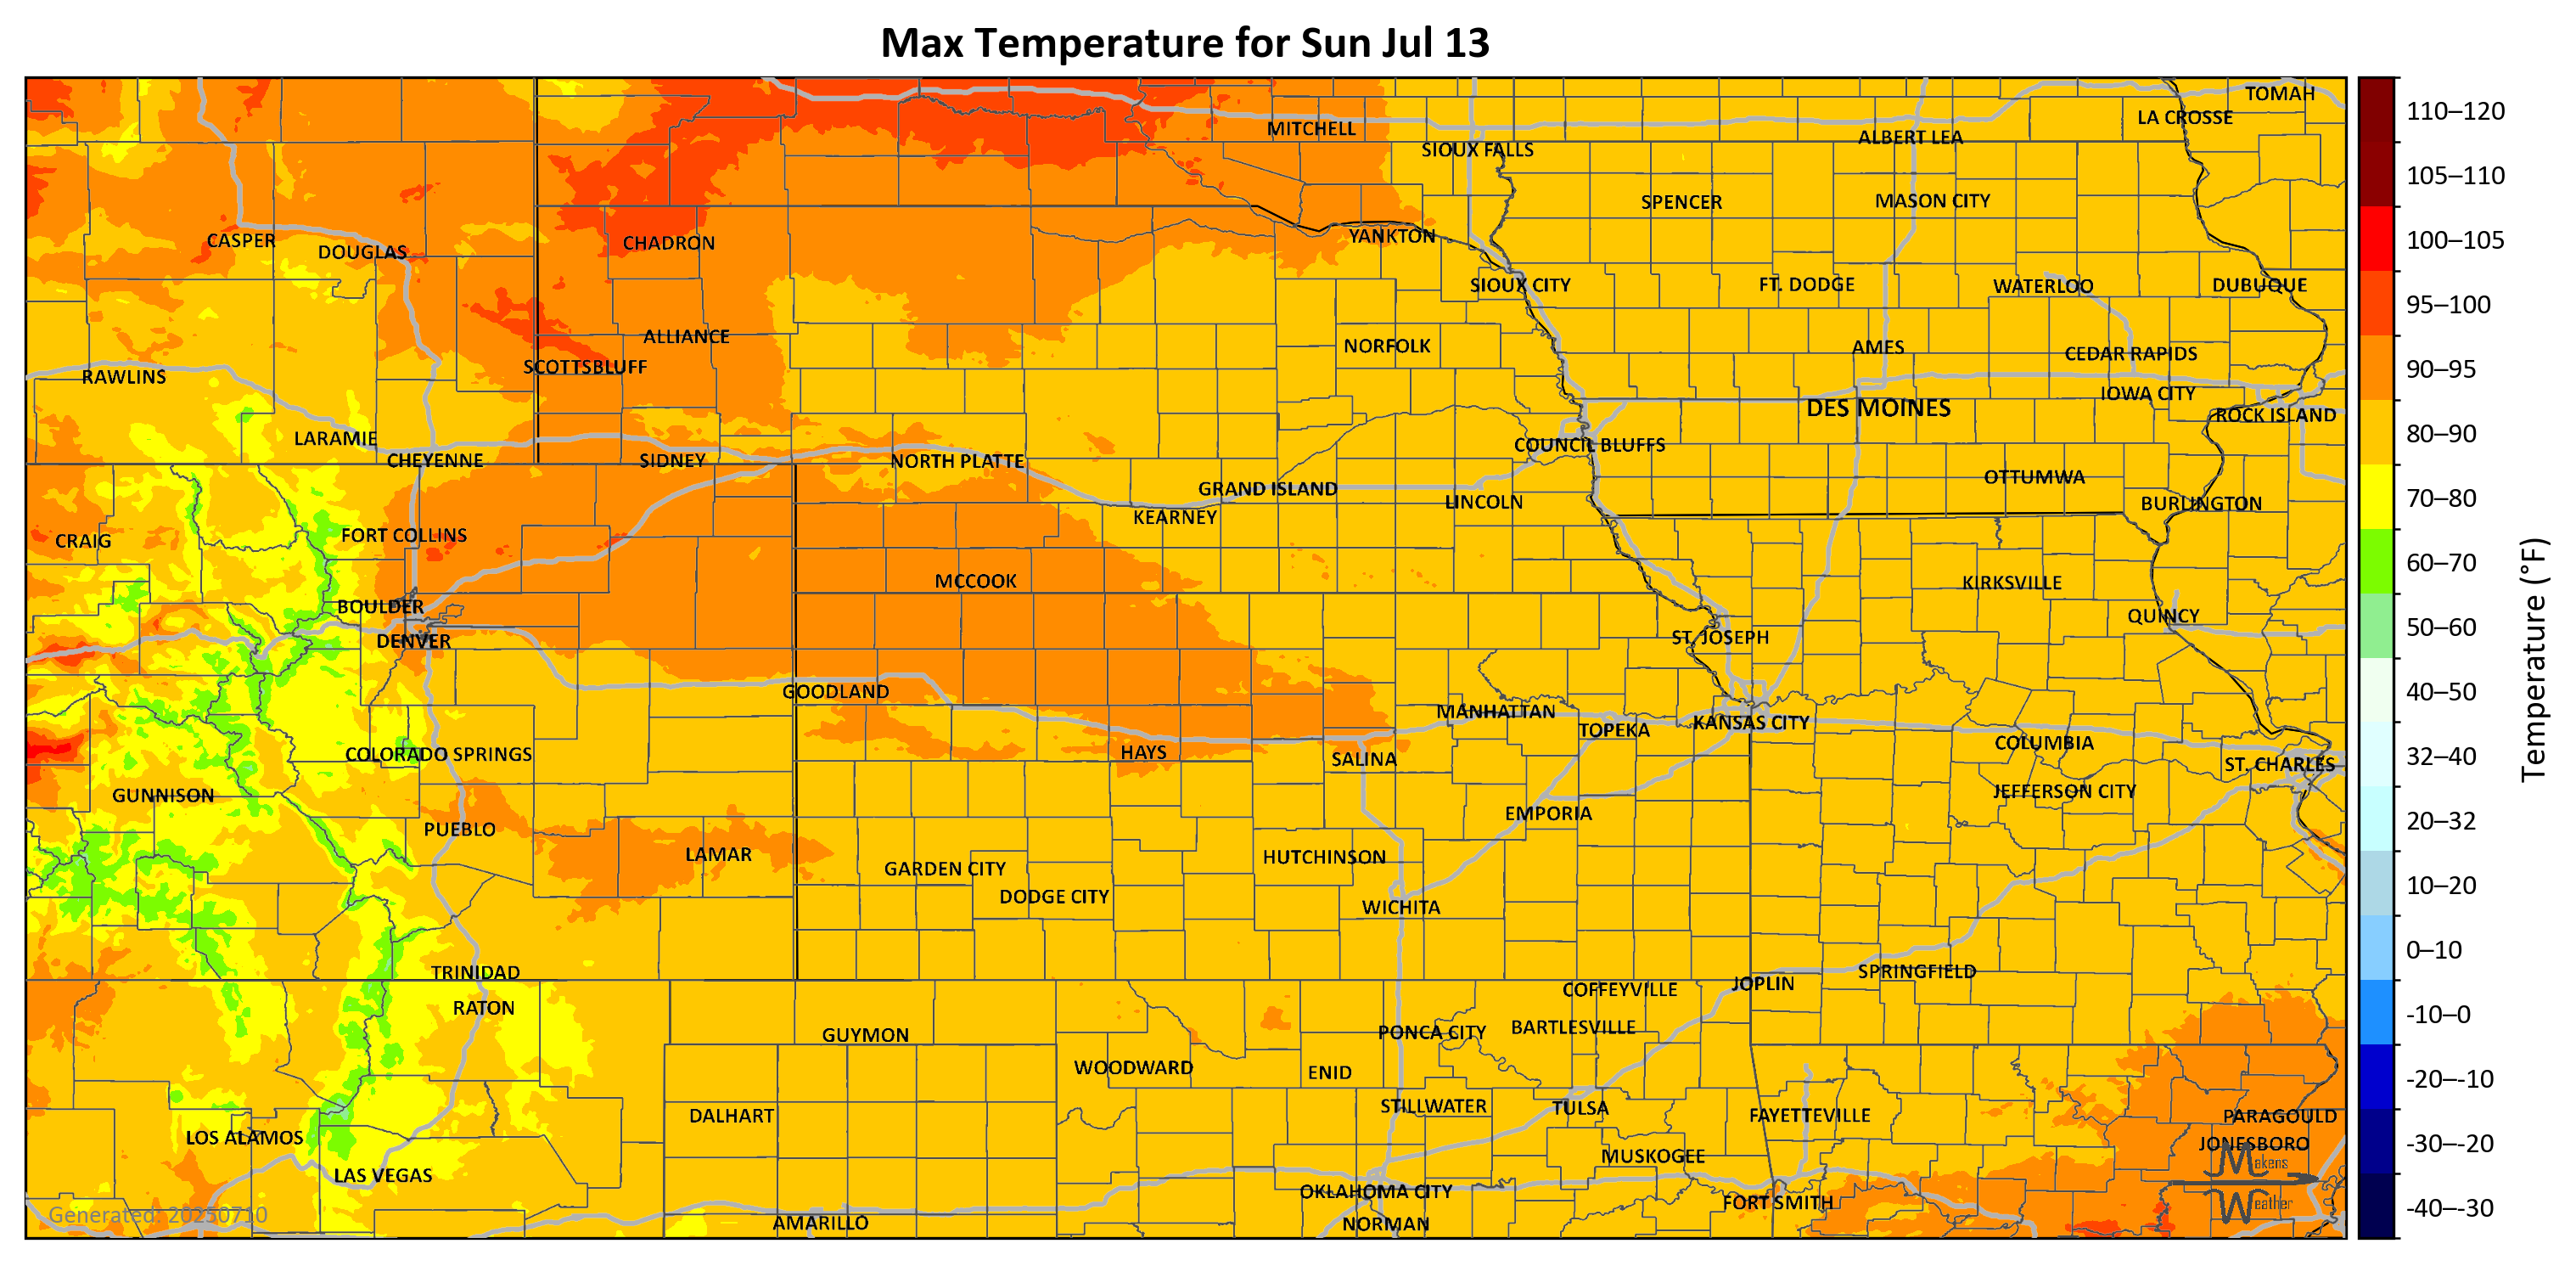 Max Temperature for Sun Jul 13
TOMAH
LA CROSSE
MITCHELL
ALBERT LEA
SIOUX FALLS
SPENCER
MASON CITY
CASPER
DOUGLAS
CHADRON
YANKTON
SIOUX CITY
FT. DODGE
WATERLOO
DUBUQUE
ALLIANCE
NORFOLK
AMES
CEDAR RAPIDS
SCOTTSBLUFF
RAWLINS
IOWA CITY
DES MOINES
ROCK ISLAND
LARAMIE
COUNCIL BLUFFS
CHEYENNE
SIDNEY
NORTH PLATTE
OTTUMWA
GRAND ISLAND
LINCOLN
BURLINGTON
KEARNEY
FORT COLLINS
CRAIG
MCCOOK
KIRKSVILLE
BOULDER
QUINCY
DENVER
ST. JOSEPH
GOODLAND
MANHATTAN
TOPEKA
KANSAS CITY
COLUMBIA
COLORADO SPRINGS
HAYS
SALINA
ST. CHARLES
GUNNISON
JEFFERSON CITY
EMPORIA
PUEBLO
LAMAR
HUTCHINSON
GARDEN CITY
DODGE CITY
WICHITA
TRINIDAD
SPRINGFIELD
JOPLIN
COFFEYVILLE
RATON
GUYMON
PONCA CITY
BARTLESVILLE
WOODWARD
ENID
DALHART
STILLWATER
TULSA
FAYETTEVILLE
PARAGOULD
LOS ALAMOS
JONESBORO
MUSKOGEE
LAS VEGAS
OKLAHOMA CITY
FORT SMITH
AMARILLO
NORMAN
Generated: 20250710
Makens
Weather
110–120
105–110
100–105
95–100
90–95
80–90
70–80
60–70
50–60
40–50
32–40
20–32
10–20
0–10
-10–0
-20–-10
-30–-20
-40–-30
Temperature (°F)